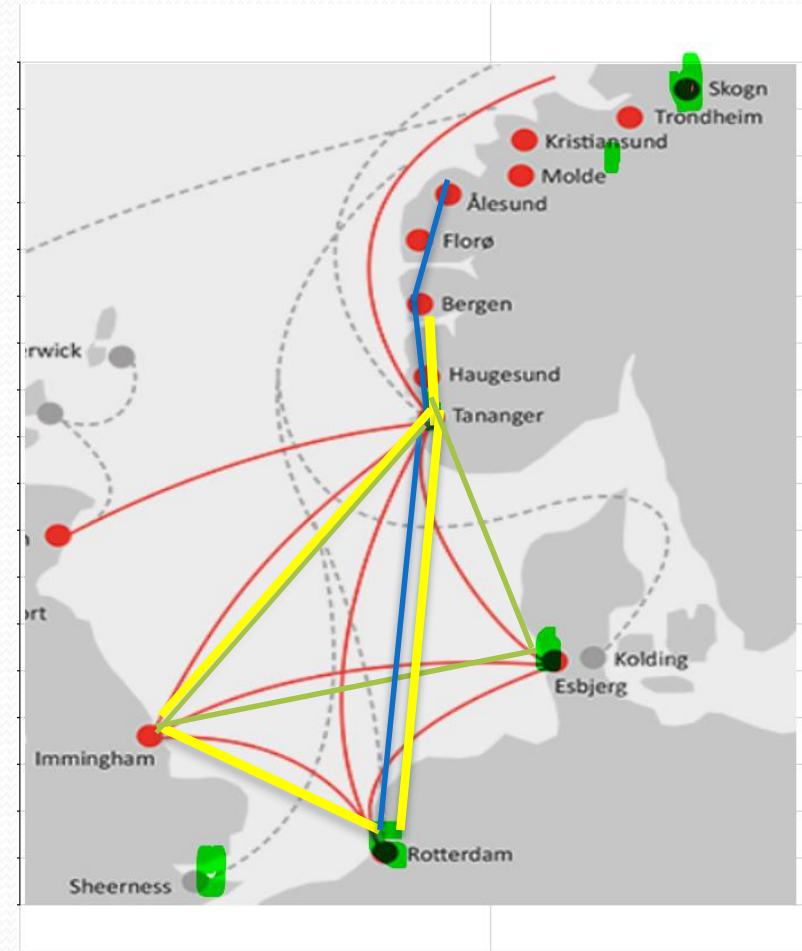 Skogn
Trondheim
Kristiansund
Molde
Ålesund
Florø
Bergen
rwick
Haugesund
Tananger
n
ort
Kolding
Esbjerg
Immingham
Rotterdam
Sheerness